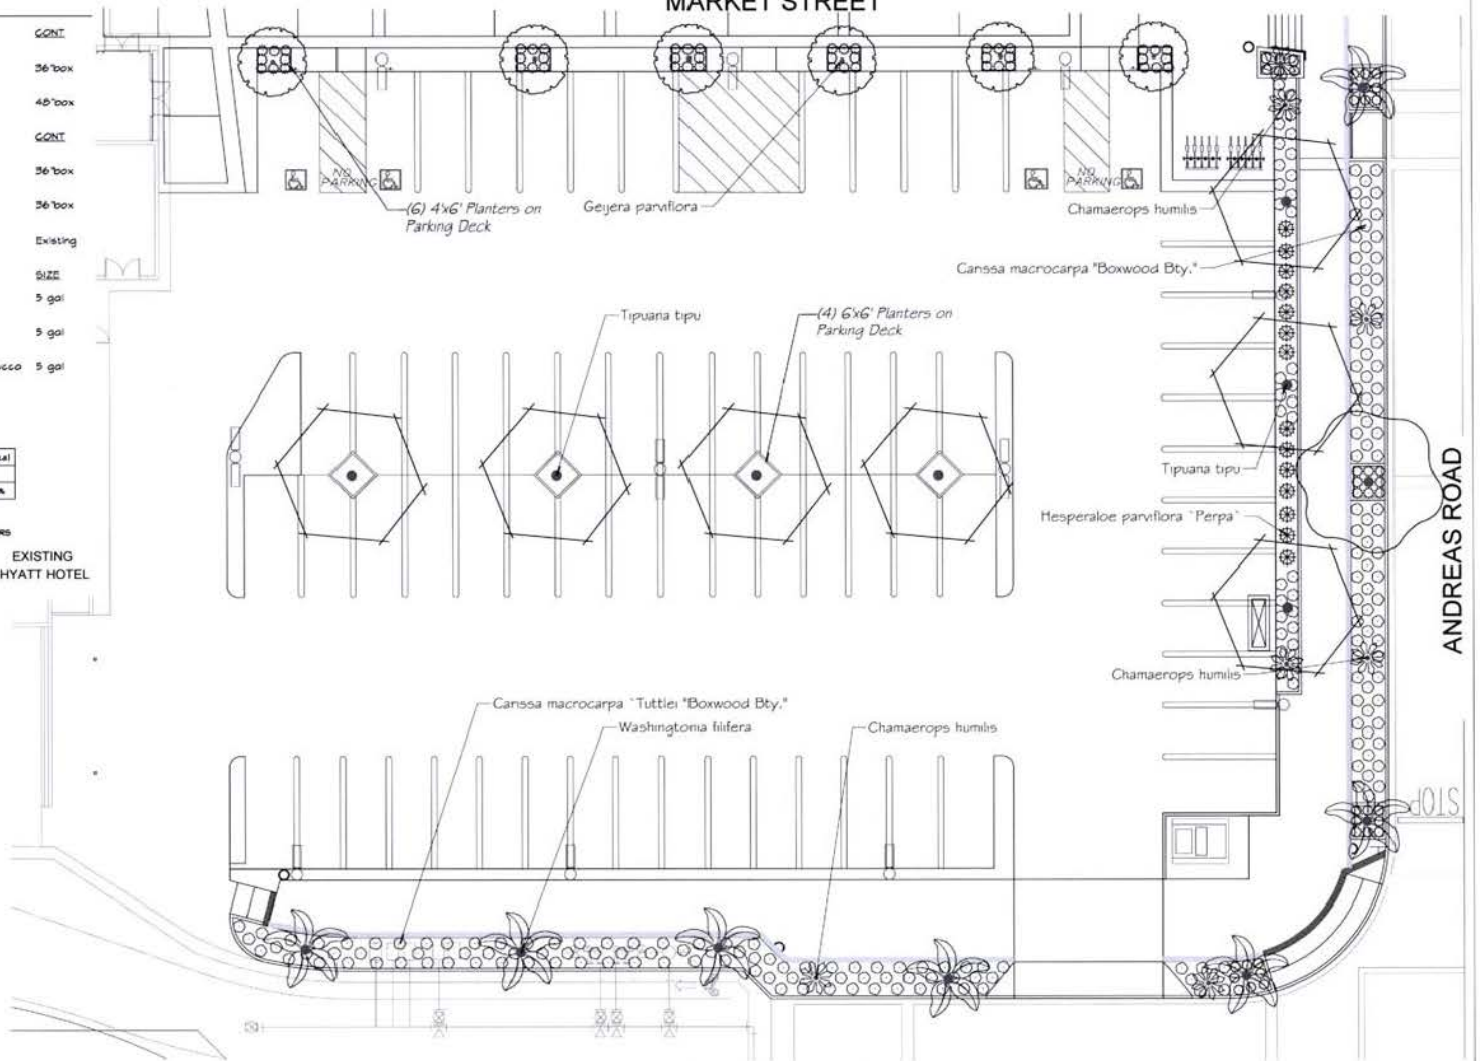 MARKET STREET
CONT
36"box
48"box
CONT
36"box
36"box
Existing
SIZE
5 gal
5 gal
5 gal
EXISTING
HYATT HOTEL
NO
PARKING
NO
PARKING
(6) 4'x6' Planters on
Parking Deck
Geijera parviflora
Chamaerops humilis
Carissa macrocarpa "Boxwood Bty."
Tipuana tipu
(4) 6'x6' Planters on
Parking Deck
Tipuana tipu
Hesperaloe parviflora `Perpa`
ANDREAS ROAD
Chamaerops humilis
Carissa macrocarpa `Tuttlei "Boxwood Bty."
Washingtonia filifera
Chamaerops humilis
STOP